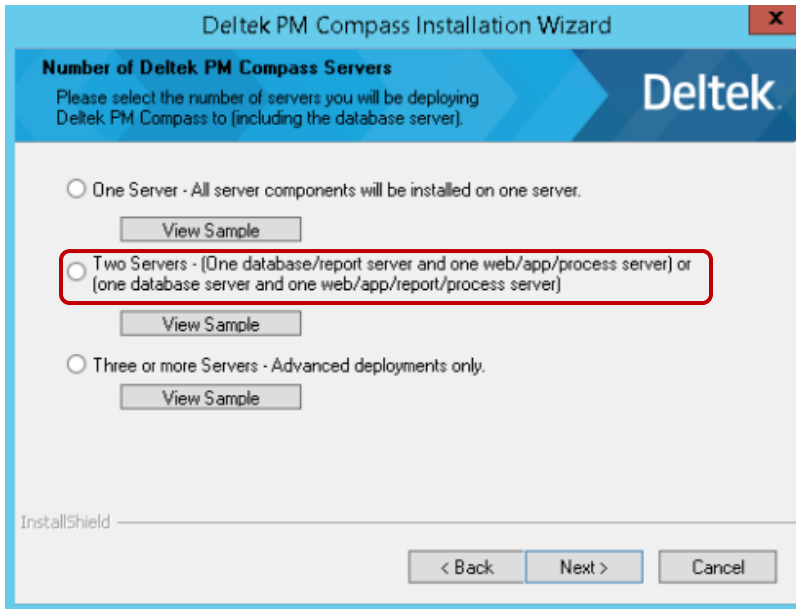 Deltek PM Compass Installation Wizard
x
Number of Deltek PM Compass Servers
Please select the number of servers you will be deploying
Deltek PM Compass to (including the database server).
Deltek.
One Server - All server components will be installed on one server.
View Sample
Two Servers - (One database/report server and one web/app/process server) or
(one database server and one web/app/report/process server)
View Sample
Three or more Servers - Advanced deployments only.
View Sample
InstallShield
< Back
Next >
Cancel